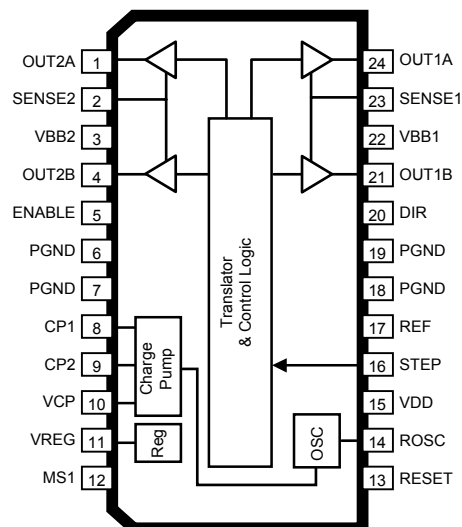 OUT2A 1
SENSE2 2
VBB2 3
OUT2B 4
ENABLE 5
PGND 6
PGND 7
CP1 8
CP2 9
VCP 10
VREG 11
MS1 12
Translator
& Control Logic
Charge
Pump
Reg
OSC
24 OUT1A
23 SENSE1
22 VBB1
21 OUT1B
20 DIR
19 PGND
18 PGND
17 REF
16 STEP
15 VDD
14 ROSC
13 RESET